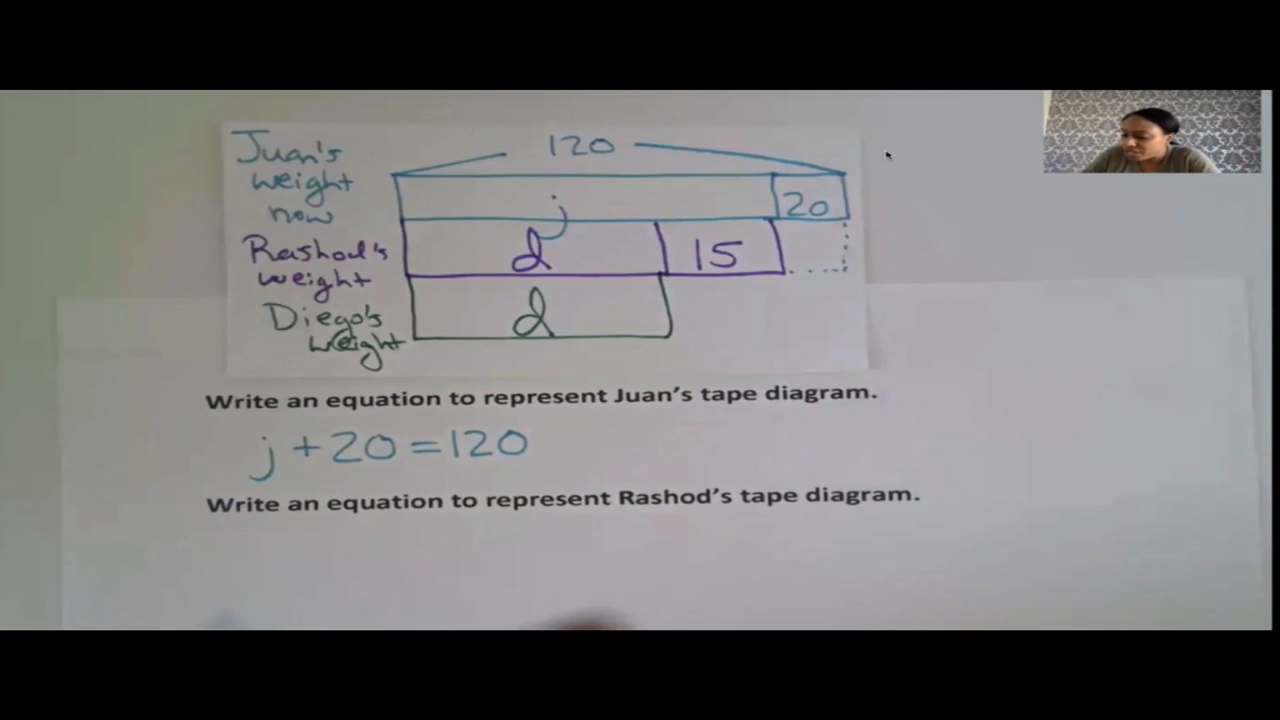 Juan's
weight
now
120
j
20
Rashod's
weight
d
15
Diego's
weight
d
Write an equation to represent Juan's tape diagram.
j + 20 = 120
Write an equation to represent Rashod's tape diagram.